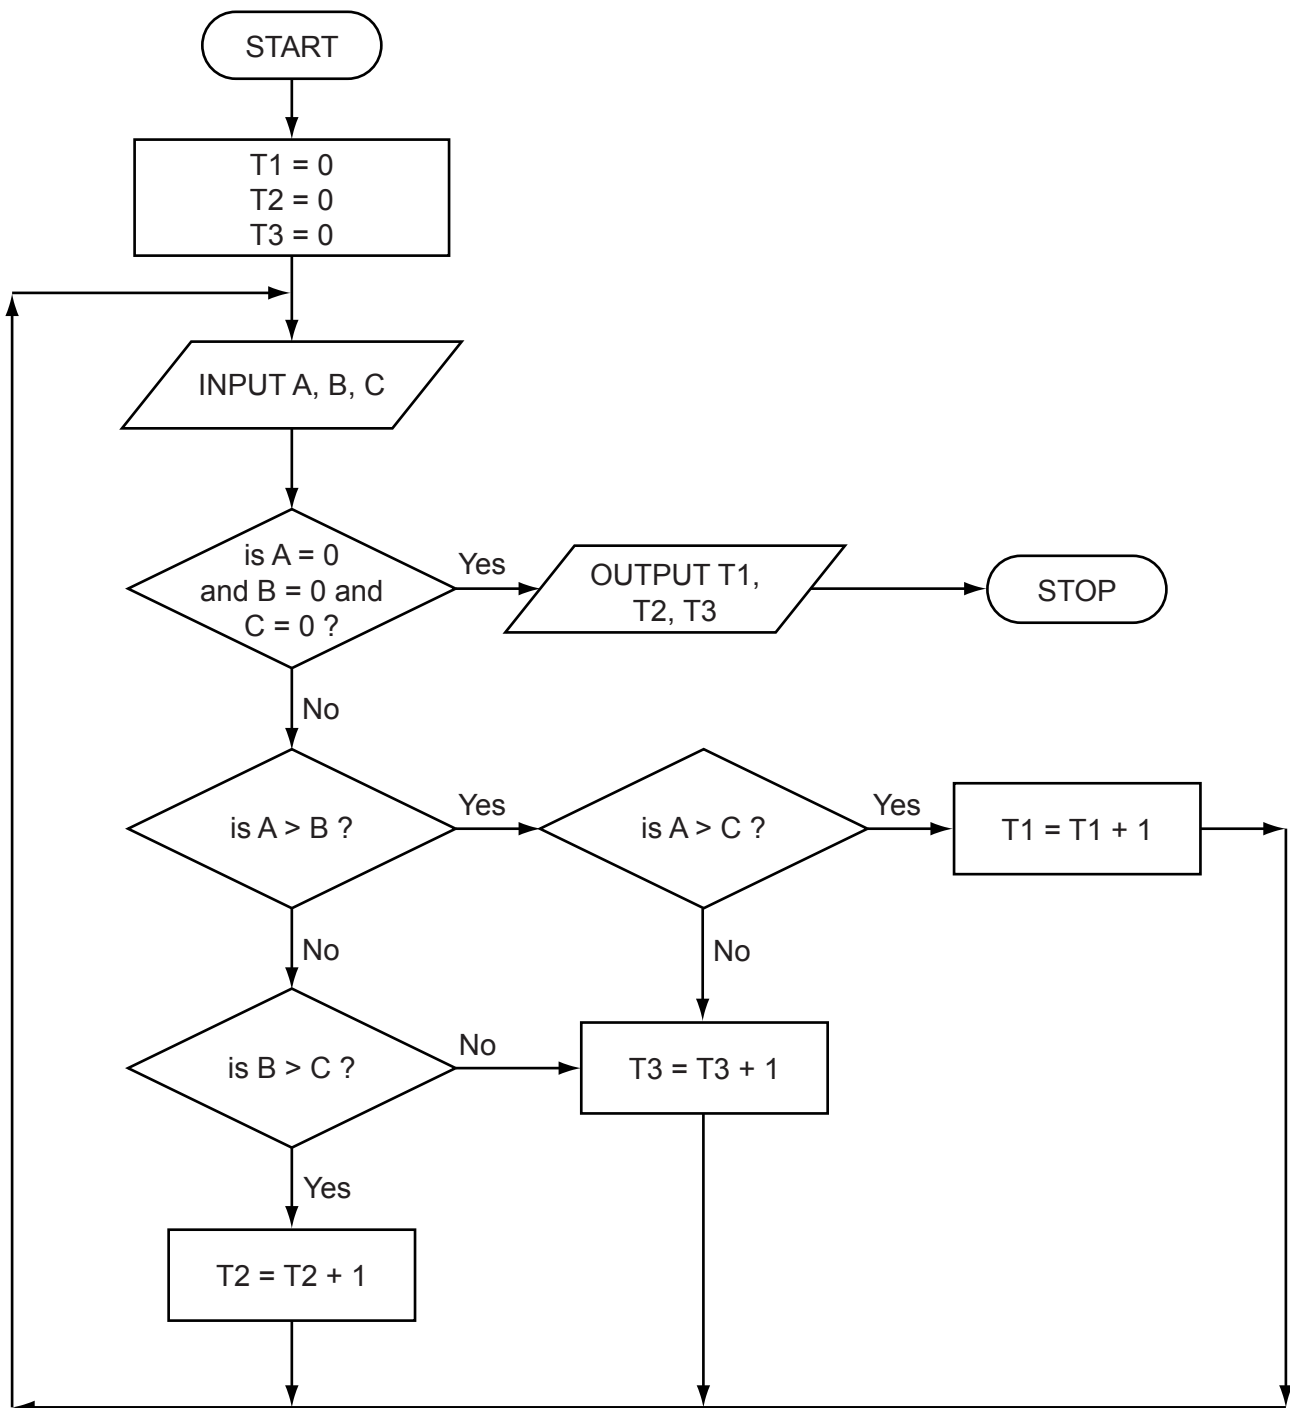 START
T1 = 0
T2 = 0
T3 = 0
INPUT A, B, C
is A = 0
and B = 0 and
C = 0 ?
Yes
OUTPUT T1,
T2, T3
STOP
No
is A > B ?
Yes
is A > C ?
Yes
T1 = T1 + 1
No
No
is B > C ?
No
T3 = T3 + 1
Yes
T2 = T2 + 1